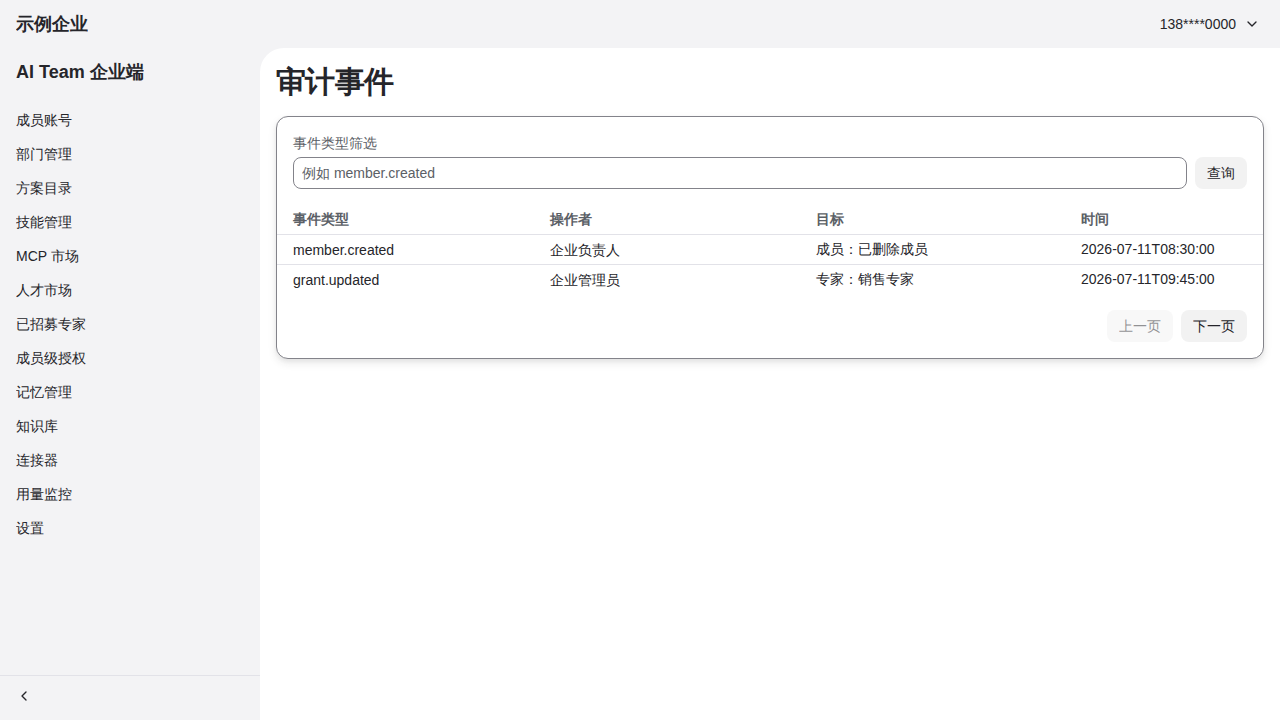 示例企业
138****0000
AI Team 企业端
成员账号
部门管理
方案目录
技能管理
MCP 市场
人才市场
已招募专家
成员级授权
记忆管理
知识库
连接器
用量监控
设置
审计事件
事件类型筛选
例如 member.created
查询
事件类型 操作者 目标 时间
member.created 企业负责人 成员：已删除成员 2026-07-11T08:30:00
grant.updated 企业管理员 专家：销售专家 2026-07-11T09:45:00
上一页 下一页